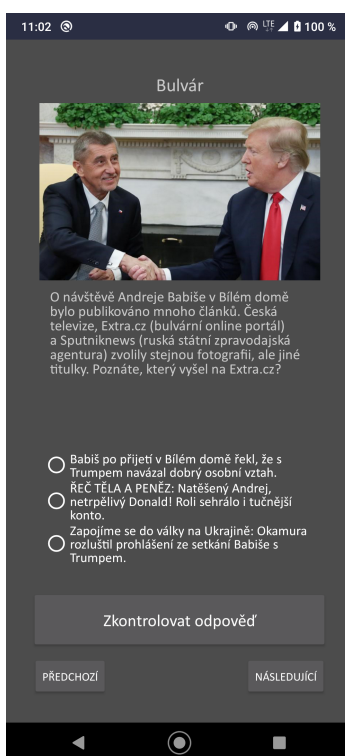 11:02
LTE
100 %
Bulvár
O návštěvě Andreje Babiše v Bílém domě
bylo publikováno mnoho článků. Česká
televize, Extra.cz (bulvární online portál)
a Sputniknews (ruská státní zpravodajská
agentura) zvolily stejnou fotografii, ale jiné
titulky. Poznáte, který vyšel na Extra.cz?
Babiš po přijetí v Bílém domě řekl, že s
Trumpem navázal dobrý osobní vztah.
ŘEČ TĚLA A PENĚZ: Natěšený Andrej,
netrpělivý Donald! Roli sehrálo i tučnější
konto.
Zapojíme se do války na Ukrajině: Okamura
rozluštil prohlášení ze setkání Babiše s
Trumpem.
Zkontrolovat odpověď
PŘEDCHOZÍ
NÁSLEDUJÍCÍ